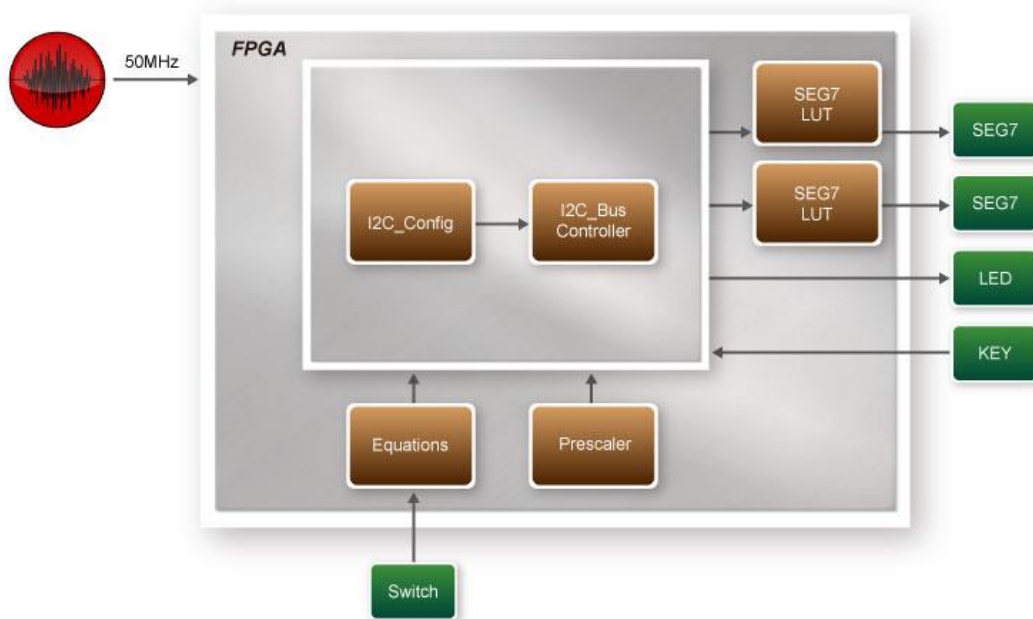 50MHz
FPGA
SEG7
LUT
SEG7
SEG7
LUT
SEG7
I2C_Config
I2C_Bus
Controller
LED
KEY
Equations
Prescaler
Switch